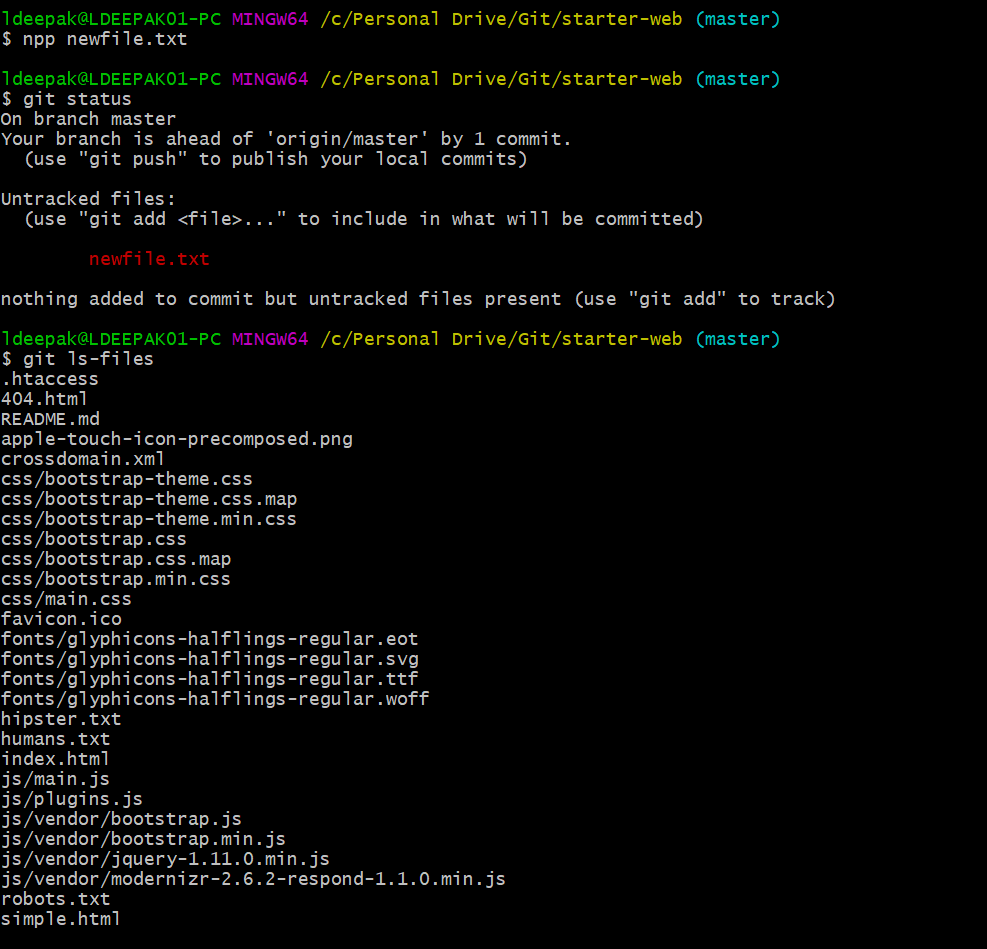 ldeepak@LDEEPAK01-PC MINGW64 /c/Personal Drive/Git/starter-web (master)
$ npp newfile.txt
ldeepak@LDEEPAK01-PC MINGW64 /c/Personal Drive/Git/starter-web (master)
$ git status
On branch master
Your branch is ahead of 'origin/master' by 1 commit.
  (use "git push" to publish your local commits)
Untracked files:
  (use "git add <file>..." to include in what will be committed)
        newfile.txt
nothing added to commit but untracked files present (use "git add" to track)
ldeepak@LDEEPAK01-PC MINGW64 /c/Personal Drive/Git/starter-web (master)
$ git ls-files
.htaccess
404.html
README.md
apple-touch-icon-precomposed.png
crossdomain.xml
css/bootstrap-theme.css
css/bootstrap-theme.css.map
css/bootstrap-theme.min.css
css/bootstrap.css
css/bootstrap.css.map
css/bootstrap.min.css
css/main.css
favicon.ico
fonts/glyphicons-halflings-regular.eot
fonts/glyphicons-halflings-regular.svg
fonts/glyphicons-halflings-regular.ttf
fonts/glyphicons-halflings-regular.woff
hipster.txt
humans.txt
index.html
js/main.js
js/plugins.js
js/vendor/bootstrap.js
js/vendor/bootstrap.min.js
js/vendor/jquery-1.11.0.min.js
js/vendor/modernizr-2.6.2-respond-1.1.0.min.js
robots.txt
simple.html